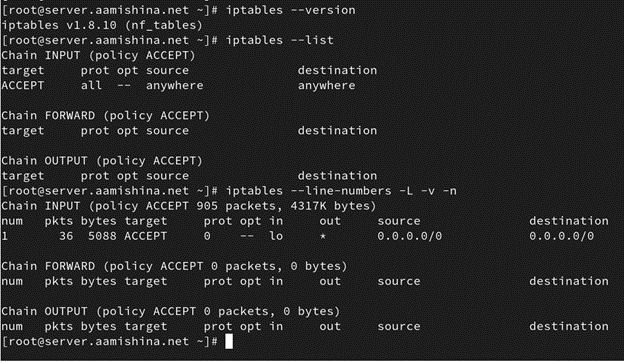 [root@server.aamishina.net ~]# iptables --version
iptables v1.8.10 (nf_tables)
[root@server.aamishina.net ~]# iptables --list
Chain INPUT (policy ACCEPT)
target     prot opt source               destination
ACCEPT     all  --  anywhere             anywhere

Chain FORWARD (policy ACCEPT)
target     prot opt source               destination

Chain OUTPUT (policy ACCEPT)
target     prot opt source               destination
[root@server.aamishina.net ~]# iptables --line-numbers -L -v -n
Chain INPUT (policy ACCEPT 905 packets, 4317K bytes)
num   pkts bytes target     prot opt in     out     source               destination
1       36  5088 ACCEPT     0    --  lo     *       0.0.0.0/0            0.0.0.0/0

Chain FORWARD (policy ACCEPT 0 packets, 0 bytes)
num   pkts bytes target     prot opt in     out     source               destination

Chain OUTPUT (policy ACCEPT 0 packets, 0 bytes)
num   pkts bytes target     prot opt in     out     source               destination
[root@server.aamishina.net ~]#